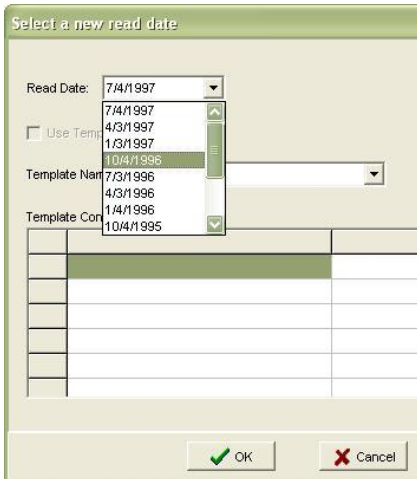 Select a new read date
Read Date: 7/4/1997
7/4/1997
4/3/1997
1/3/1997
Use Temp
10/4/1996
Template Nam
7/3/1996
4/3/1996
1/4/1996
Template Con
10/4/1995
OK Cancel